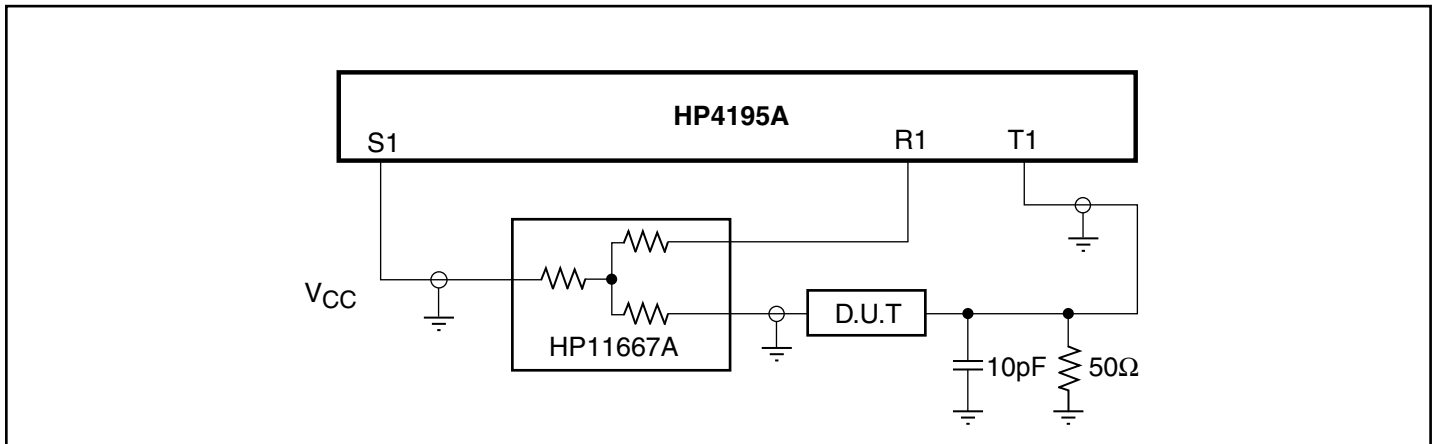 HP4195A
S1
R1
T1
VCC
HP11667A
D.U.T
10pF
50Ω